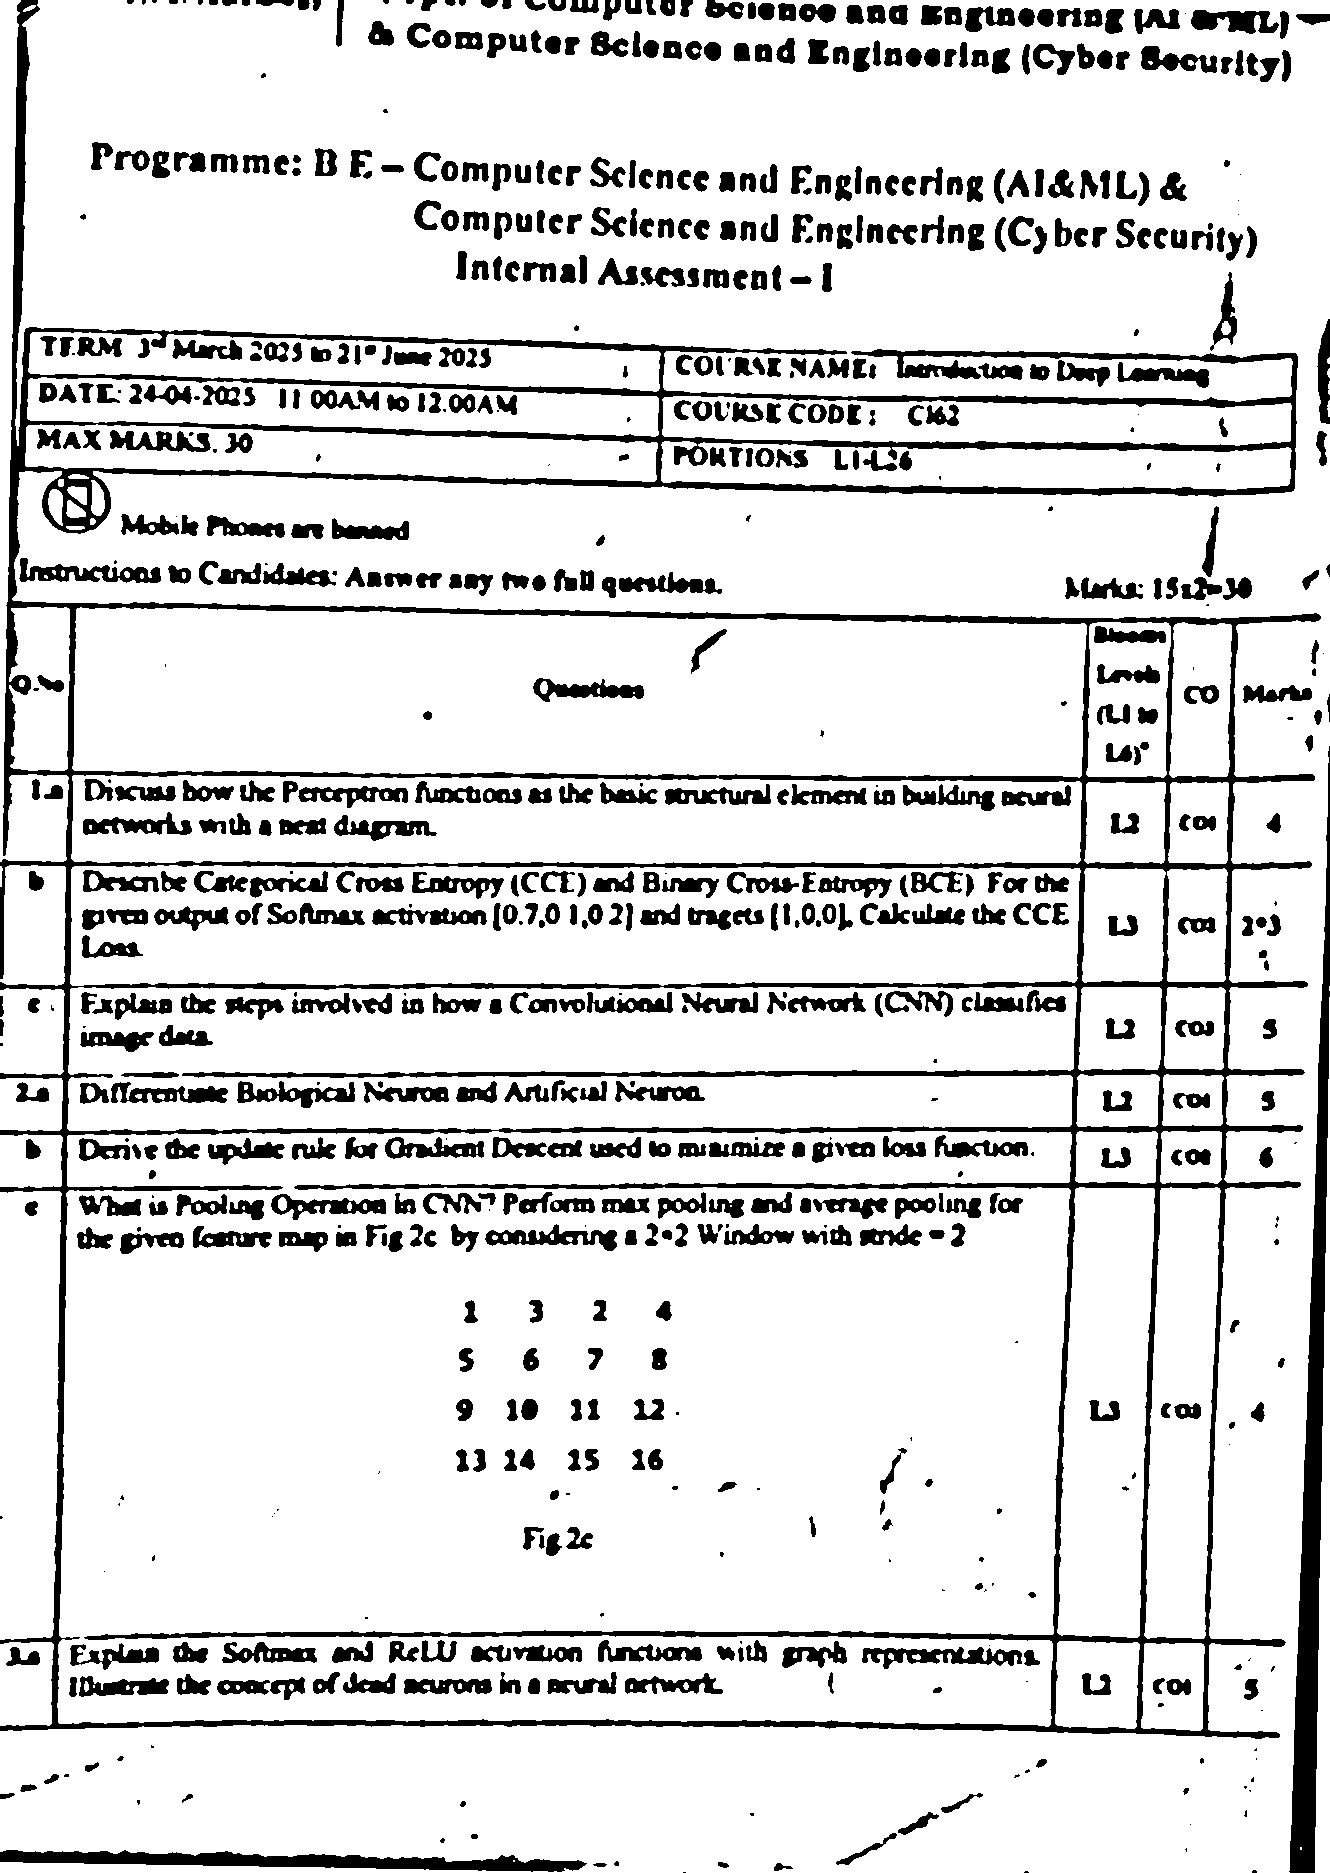 Computer Science and Engineering (AI & ML)
& Computer Science and Engineering (Cyber Security)
Programme: B E – Computer Science and Engineering (AI&ML) &
Computer Science and Engineering (Cyber Security)
Internal Assessment – I
TERM 3rd March 2025 to 21st June 2025
COURSE NAME: Introduction to Deep Learning
DATE: 24-04-2025 11 00AM to 12.00AM
COURSE CODE: CI62
MAX MARKS. 30
PORTIONS L1-L26
Mobile Phones are banned
Instructions to Candidates: Answer any two full questions. Marks: 15x2=30
Q.No Questions Blooms Levels (L1 to L6)* CO Marks
1.a Discuss how the Perceptron functions as the basic structural element in building neural
networks with a neat diagram. L2 CO1 4
b Describe Categorical Cross Entropy (CCE) and Binary Cross-Entropy (BCE) For the
given output of Softmax activation [0.7,0 1,0 2] and tragets [1,0,0], Calculate the CCE
Loss. L3 2+3
c Explain the steps involved in how a Convolutional Neural Network (CNN) classifies
image data. L2 5
2.a Differentiate Biological Neuron and Artificial Neuron. L2 CO1 5
b Derive the update rule for Gradient Descent used to minimize a given loss function. L3 6
c What is Pooling Operation in CNN? Perform max pooling and average pooling for
the given feature map in Fig 2c by considering a 2*2 Window with stride = 2
1 3 2 4
5 6 7 8
9 10 11 12
13 14 15 16
L3 4
Fig 2c
3.a Explain the Softmax and ReLU activation functions with graph representations.
Illustrate the concept of dead neurons in a neural network. L2 CO1 5